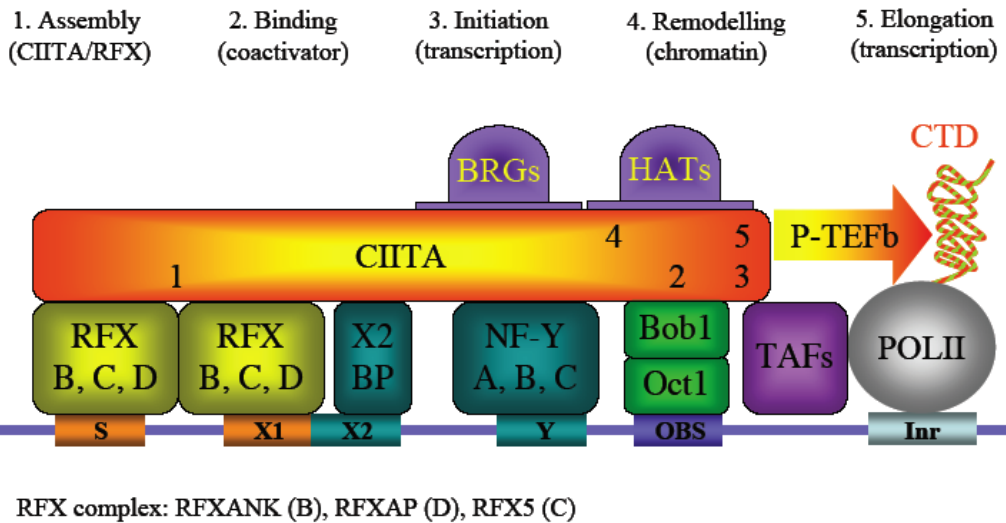 1. Assembly
(CIITA/RFX)
2. Binding
(coactivator)
3. Initiation
(transcription)
4. Remodelling
(chromatin)
5. Elongation
(transcription)
CTD
BRGs
HATs
4
5
P-TEFb
CIITA
1
2
3
RFX
B, C, D
RFX
B, C, D
X2
BP
NF-Y
A, B, C
Bob1
Oct1
TAFs
POLII
S
X1
X2
Y
OBS
Inr
RFX complex: RFXANK (B), RFXAP (D), RFX5 (C)